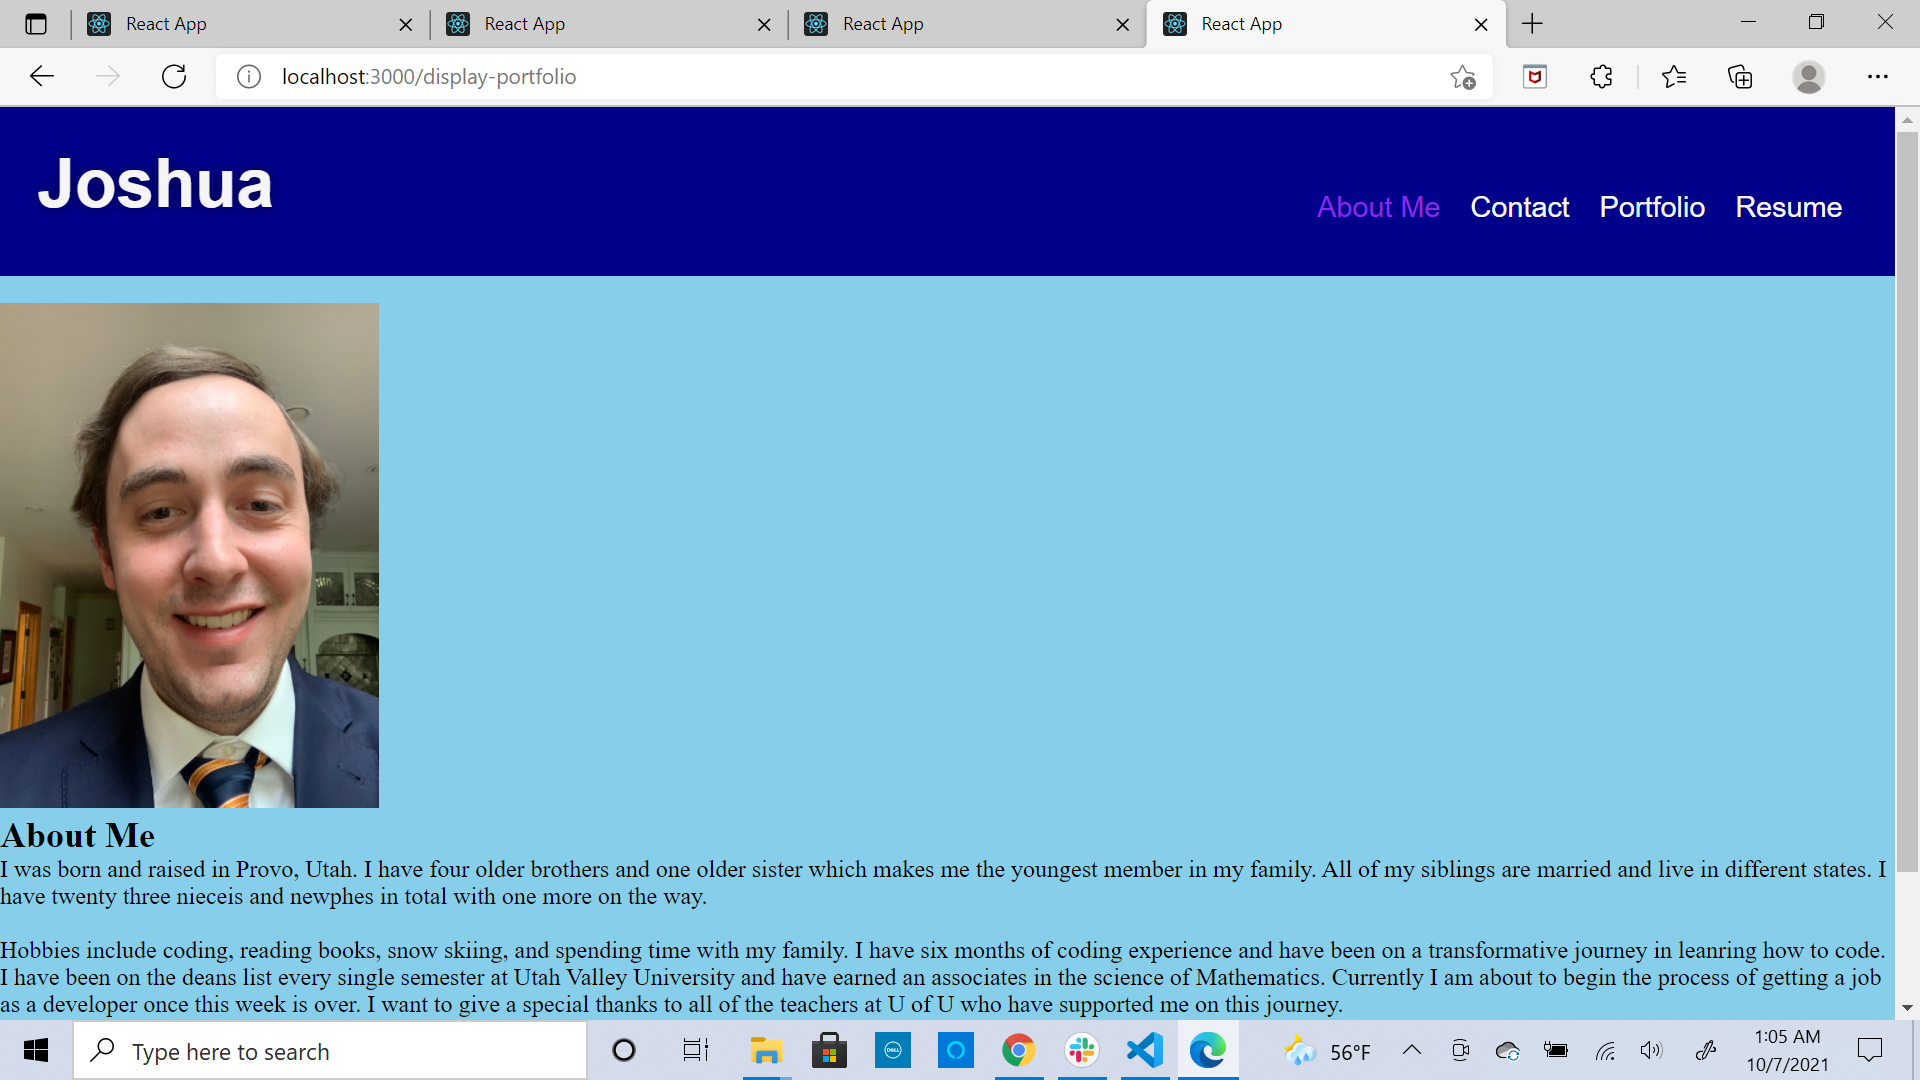 React App
React App
React App
React App
localhost:3000/display-portfolio
Joshua
About Me Contact Portfolio Resume
About Me
I was born and raised in Provo, Utah. I have four older brothers and one older sister which makes me the youngest member in my family. All of my siblings are married and live in different states. I
have twenty three nieceis and newphes in total with one more on the way.
Hobbies include coding, reading books, snow skiing, and spending time with my family. I have six months of coding experience and have been on a transformative journey in leanring how to code.
I have been on the deans list every single semester at Utah Valley University and have earned an associates in the science of Mathematics. Currently I am about to begin the process of getting a job
as a developer once this week is over. I want to give a special thanks to all of the teachers at U of U who have supported me on this journey.
Type here to search
DELL
56°F
1:05 AM
10/7/2021